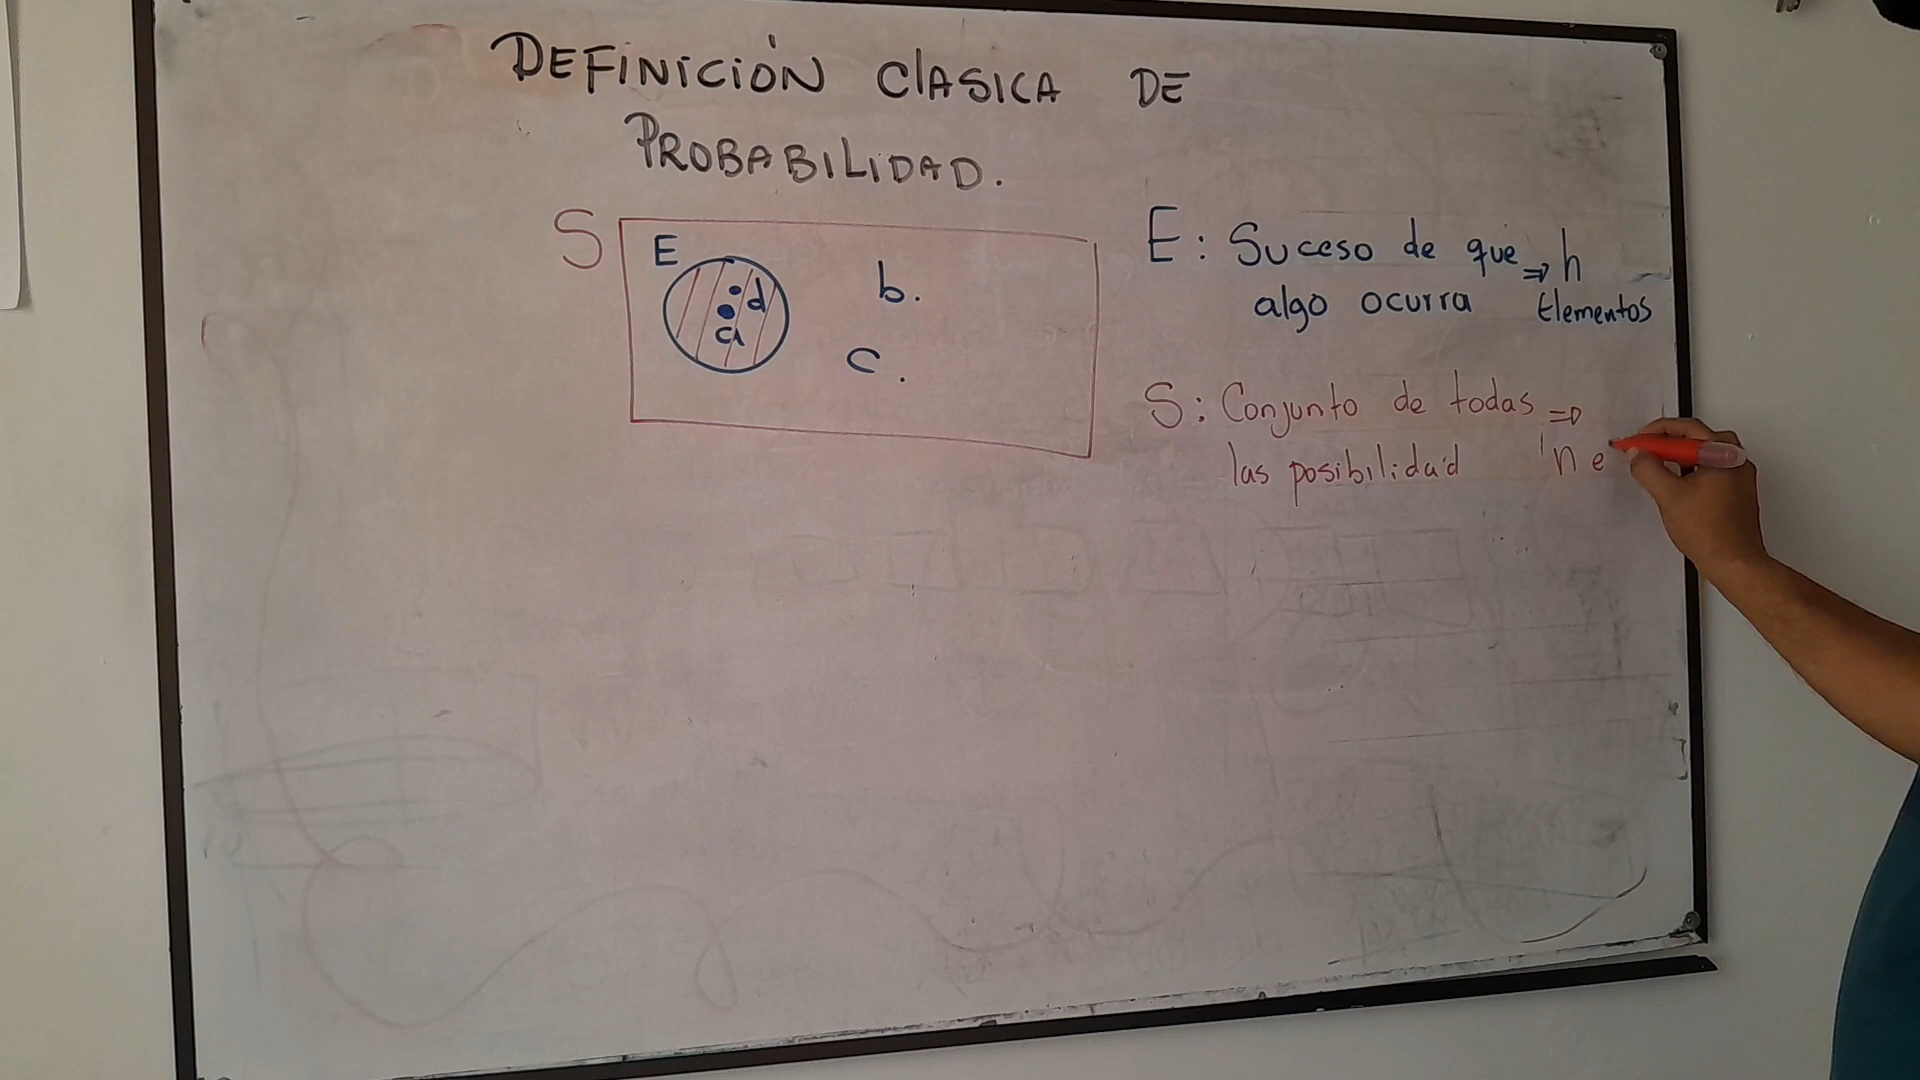 DEFINICIÓN CLASICA DE
PROBABILIDAD.
S
E
d
a
b.
c.
E: Suceso de que ⇒ h
algo ocurra Elementos
S: Conjunto de todas ⇒
las posibilidad n e